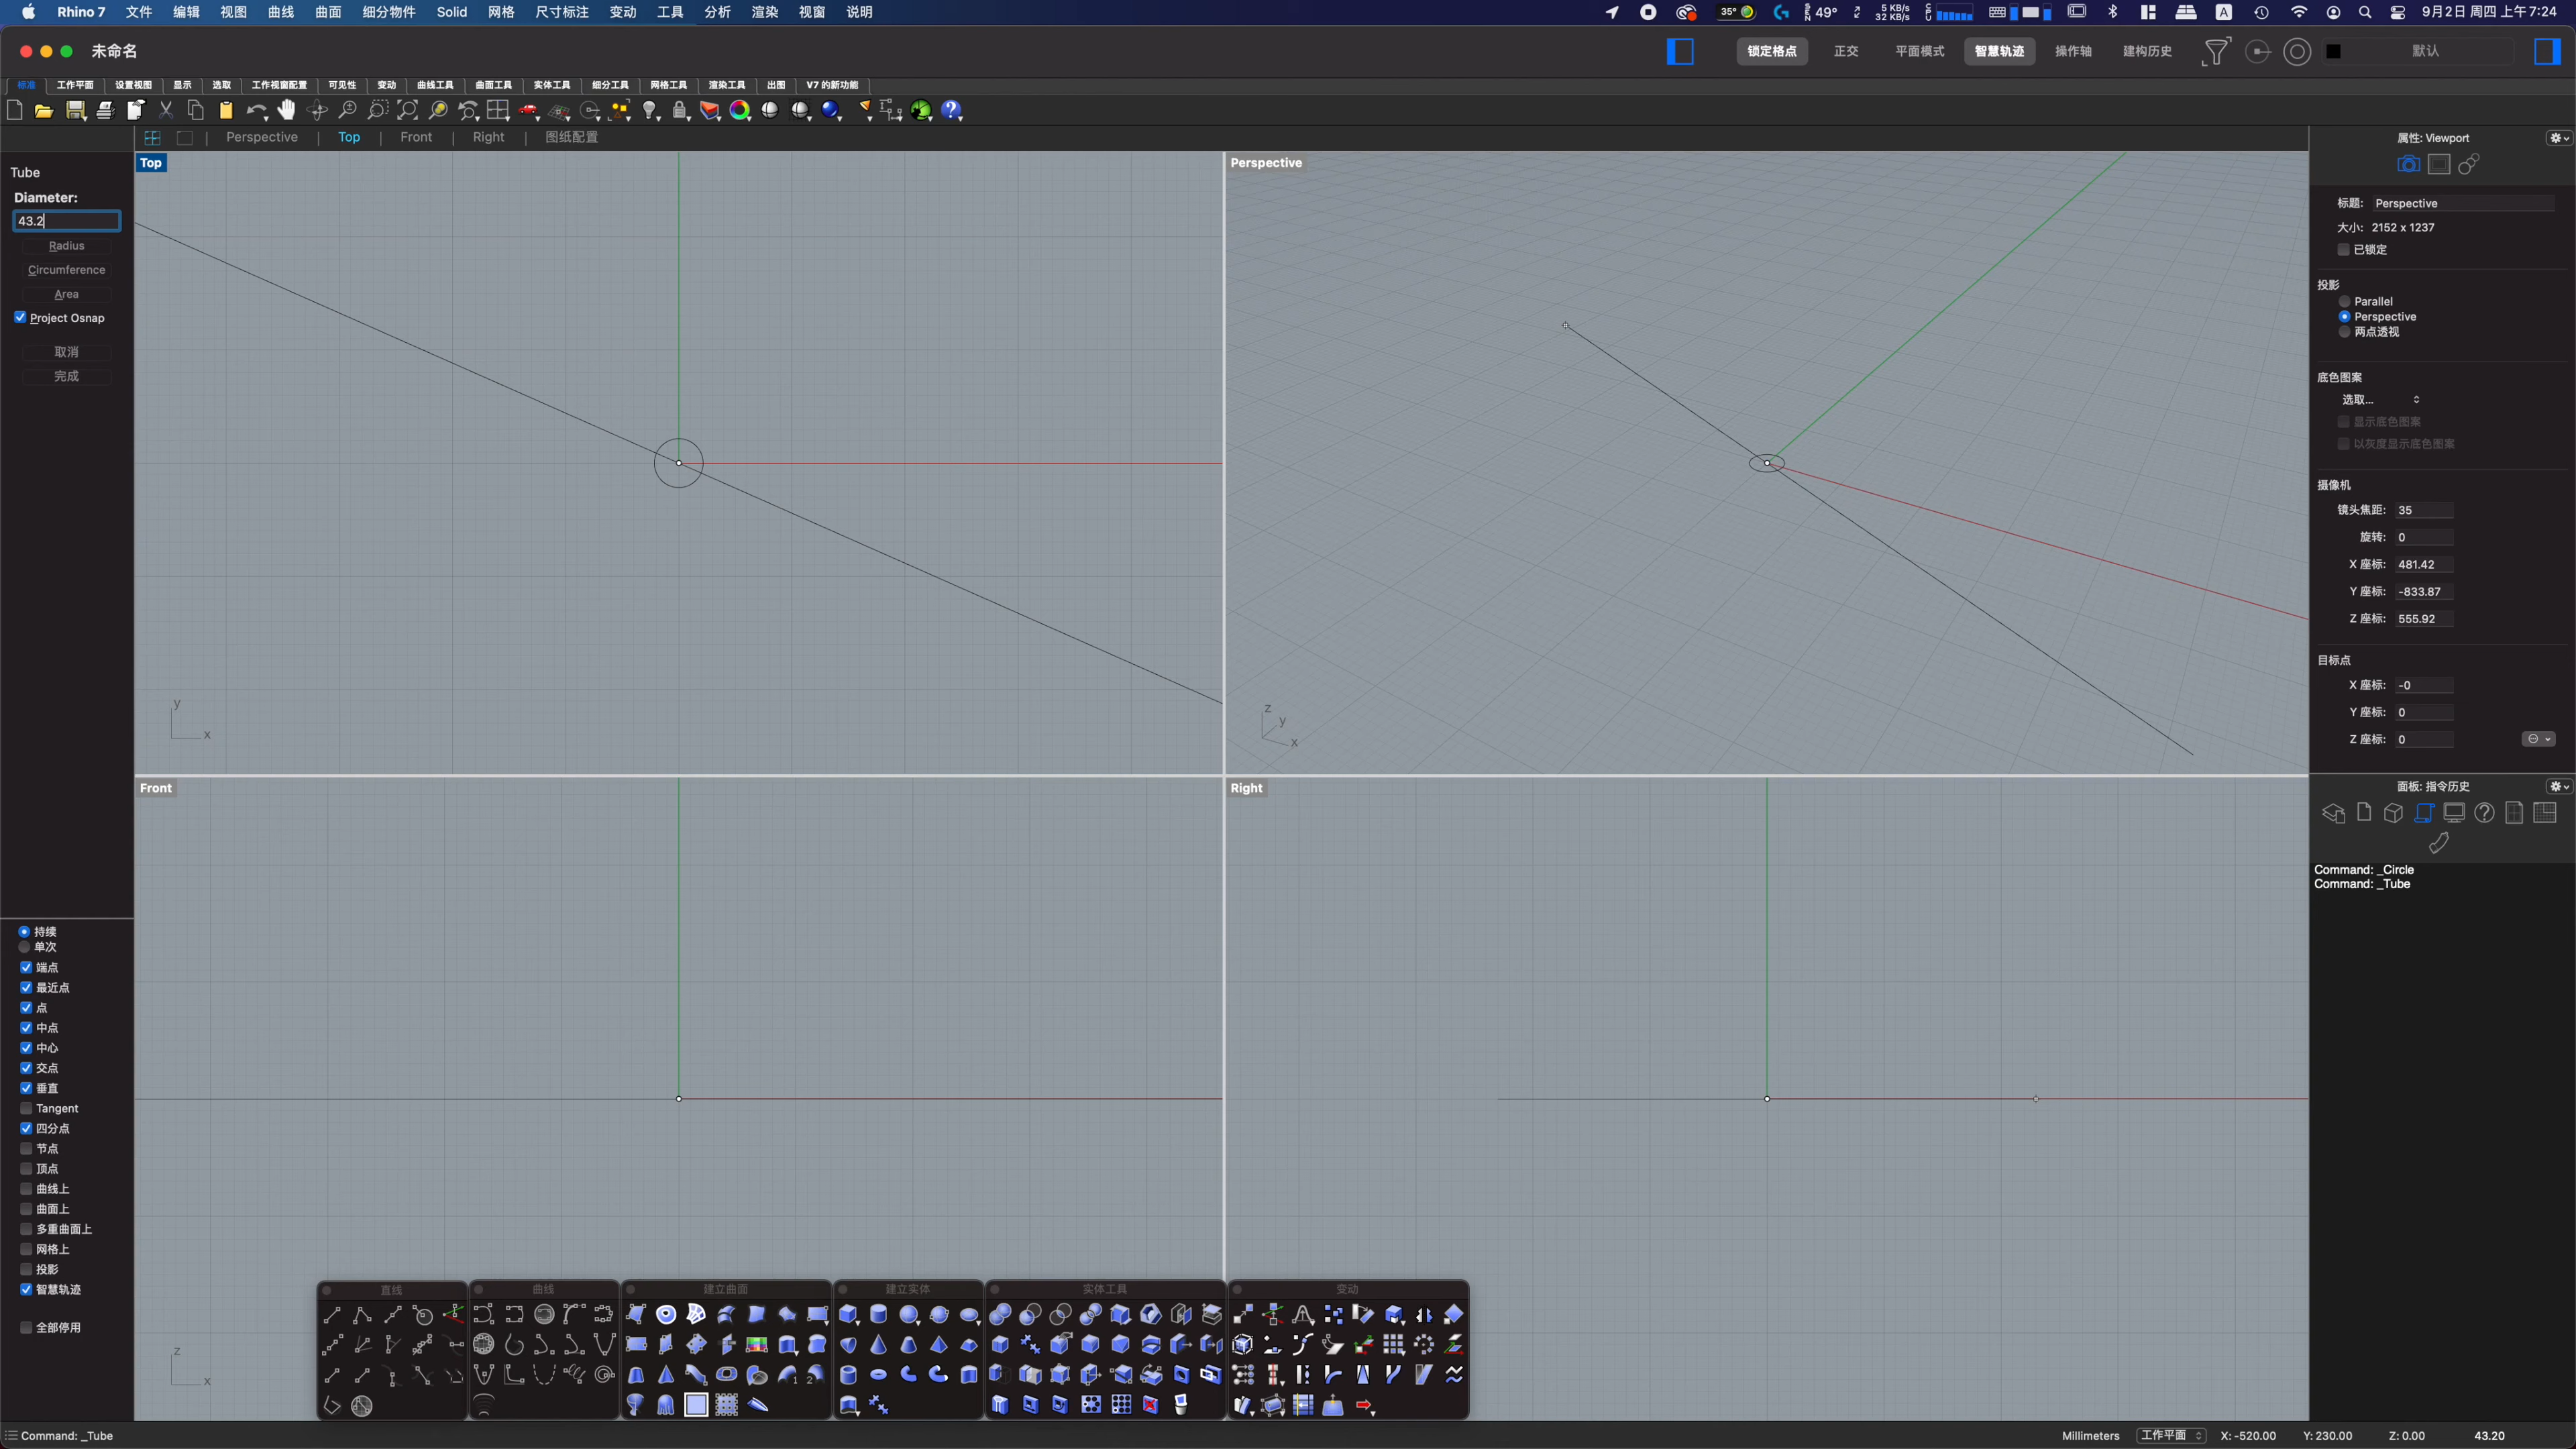 Rhino 7 文件 编辑 视图 曲线 曲面 细分物件 Solid 网格 尺寸标注 变动 工具 分析 渲染 视窗 说明
35° 49° 5 KB/s 32 KB/s A 9月2日 周四 上午7:24
未命名
锁定格点 正交 平面模式 智慧轨迹 操作轴 建构历史 默认
标准 工作平面 设置视图 显示 选取 工作视窗配置 可见性 变动 曲线工具 曲面工具 实体工具 细分工具 网格工具 渲染工具 出图 V7 的新功能
Perspective Top Front Right 图纸配置
Tube
Diameter:
43.2
Radius
Circumference
Area
Project Osnap
取消
完成
持续
单次
端点
最近点
点
中点
中心
交点
垂直
Tangent
四分点
节点
顶点
曲线上
曲面上
多重曲面上
网格上
投影
智慧轨迹
全部停用
Top
y
x
Perspective
z
y
x
Front
z
x
Right
直线 曲线 建立曲面 建立实体 实体工具 变动
属性: Viewport
标题: Perspective
大小: 2152 x 1237
已锁定
投影
Parallel
Perspective
两点透视
底色图案
选取...
显示底色图案
以灰度显示底色图案
摄像机
镜头焦距: 35
旋转: 0
X 座标: 481.42
Y 座标: -833.87
Z 座标: 555.92
目标点
X 座标: -0
Y 座标: 0
Z 座标: 0
面板: 指令历史
Command: _Circle
Command: _Tube
Command: _Tube
Millimeters 工作平面 X: -520.00 Y: 230.00 Z: 0.00 43.20